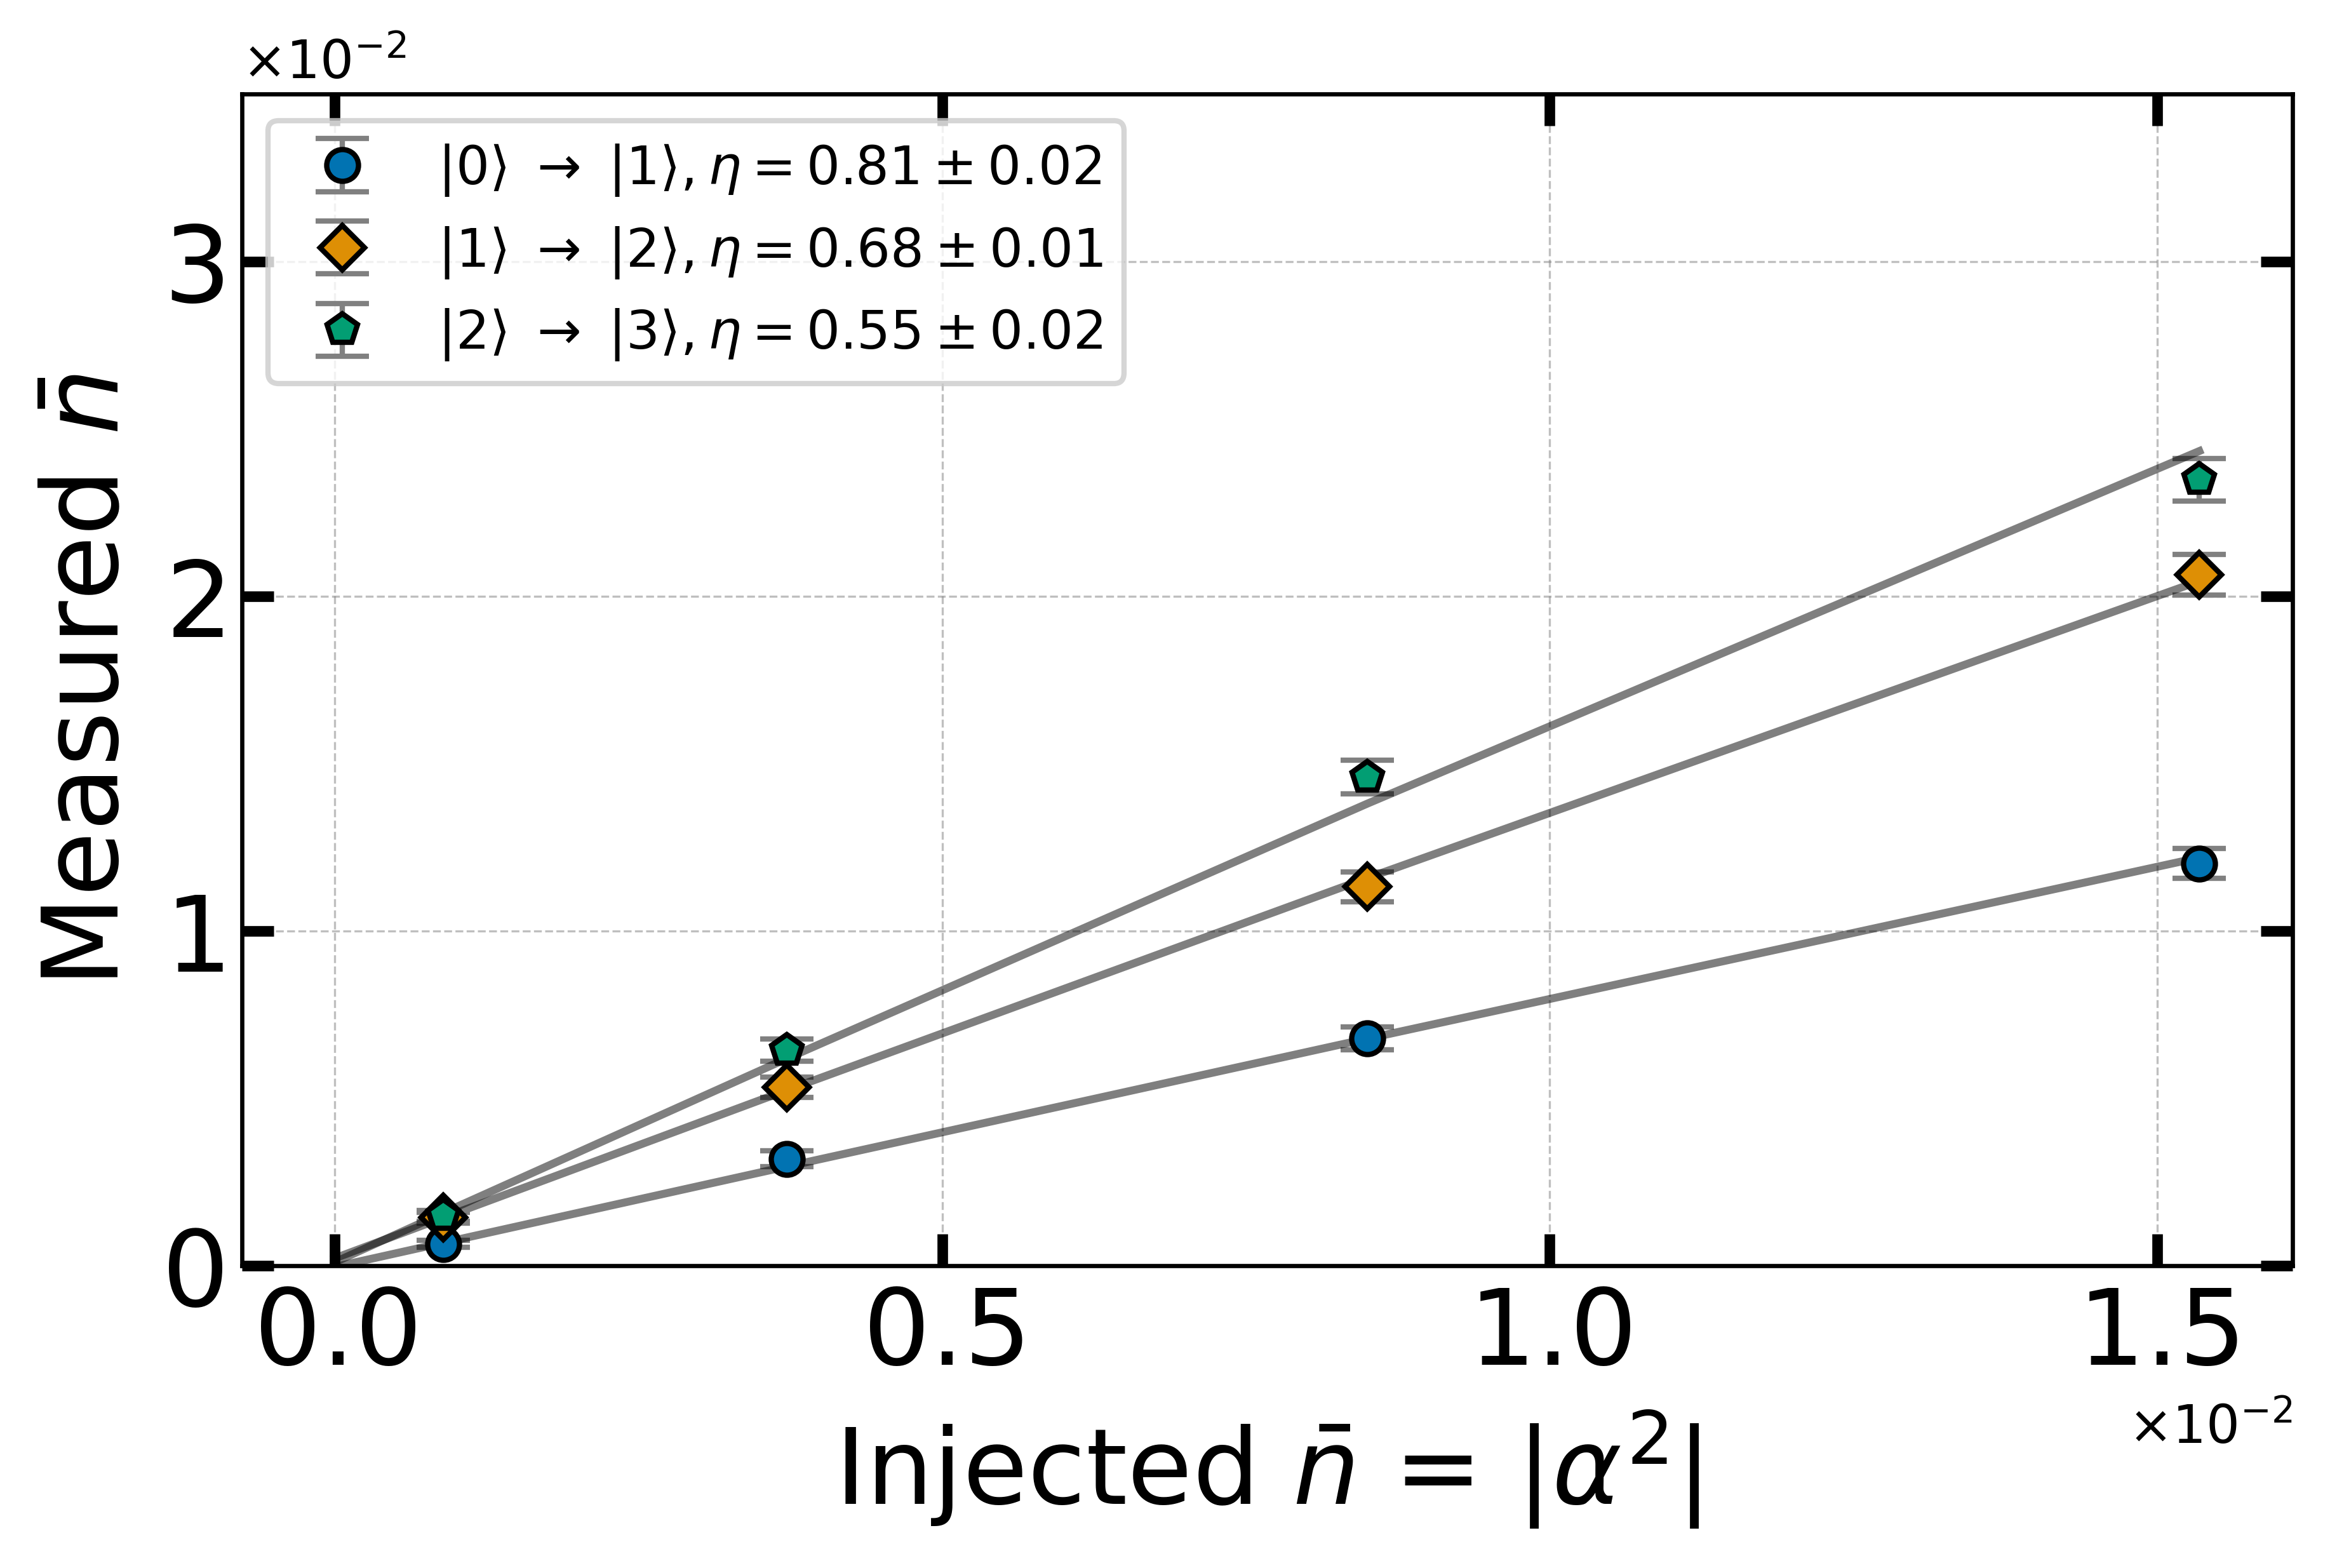 ×10⁻²
|0⟩ → |1⟩, η = 0.81 ± 0.02
|1⟩ → |2⟩, η = 0.68 ± 0.01
|2⟩ → |3⟩, η = 0.55 ± 0.02
Measured n̄
3
2
1
0
0.0 0.5 1.0 1.5
×10⁻²
Injected n̄ = |α²|